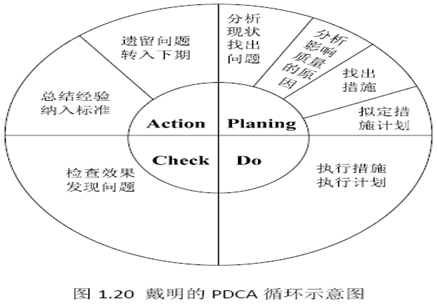 遗留问题
转入下期
总结经验
纳入标准
分析
现状
找出
问题
分析
影响
质量
的原
因
找出
措施
拟定措
施计划
Action
Planing
Check
Do
检查效果
发现问题
执行措施
执行计划
图 1.20 戴明的 PDCA 循环示意图